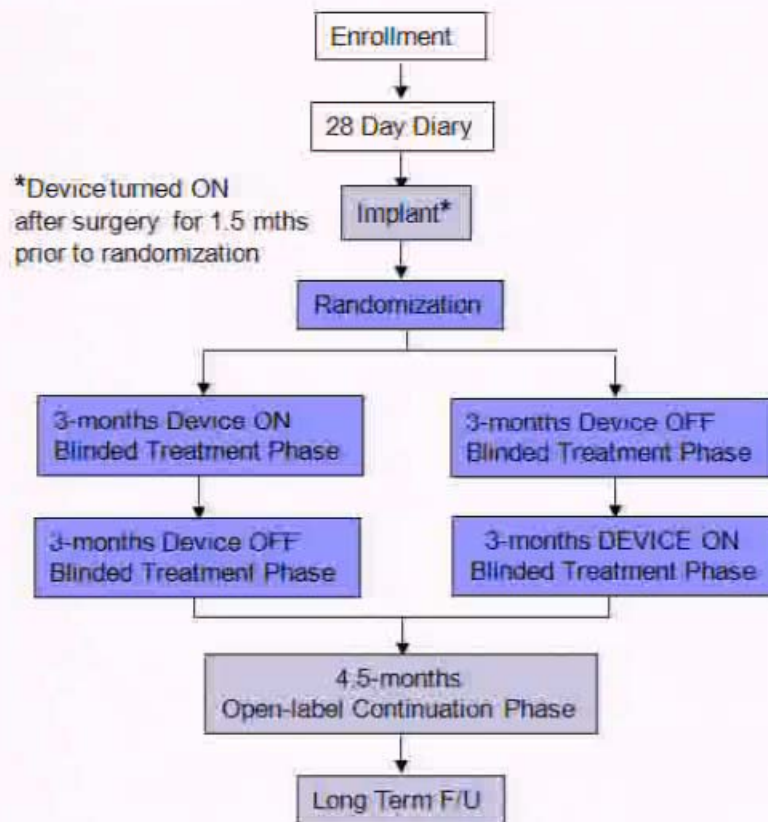 Enrollment
28 Day Diary
*Device turned ON
after surgery for 1.5 mths
prior to randomization
Implant*
Randomization
3-months Device ON
Blinded Treatment Phase
3-months Device OFF
Blinded Treatment Phase
3-months Device OFF
Blinded Treatment Phase
3-months DEVICE ON
Blinded Treatment Phase
4.5-months
Open-label Continuation Phase
Long Term F/U